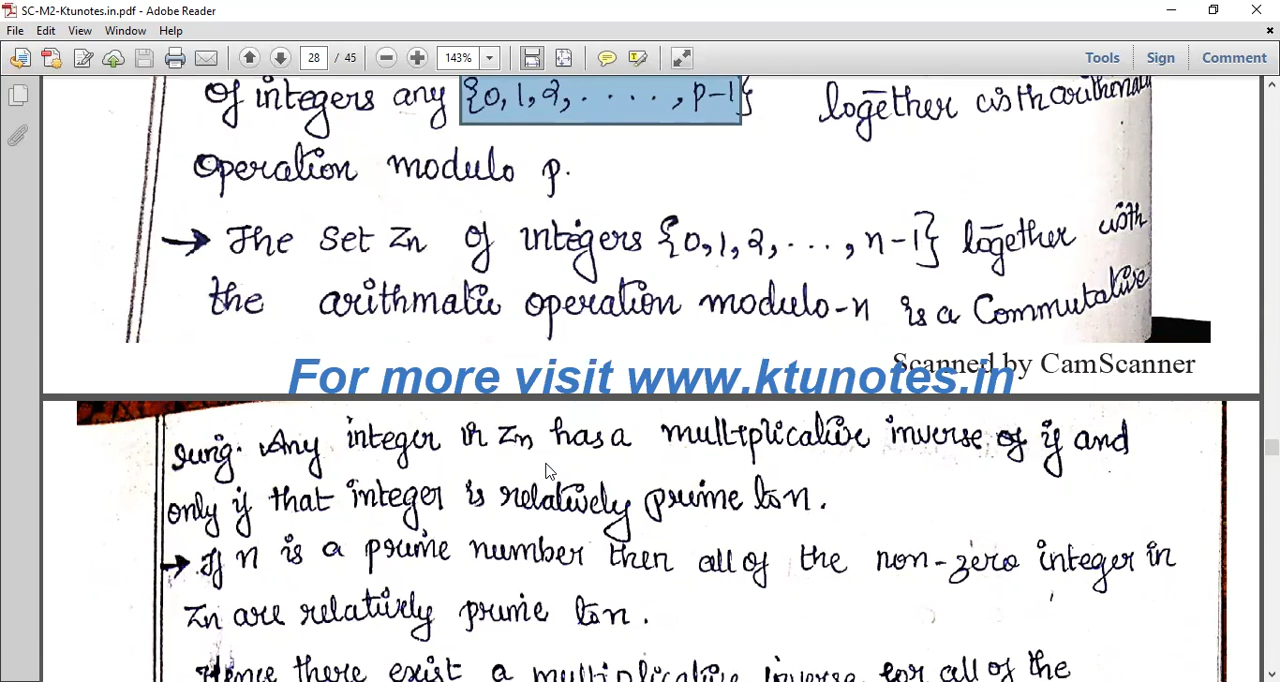 SC-M2-Ktunotes.in.pdf - Adobe Reader
File Edit View Window Help
28 / 45 143% Tools Sign Comment
Of integers any {0, 1, 2, . . . . . , p-1} together with arithmetic
Operation modulo p.
→ The Set Zn of integers {0, 1, 2, . . . , n-1} together with
the arithmatic operation modulo-n is a Commutative
Scanned by CamScanner
For more visit www.ktunotes.in
ring. Any integer in Zn has a multiplicative inverse of if and
only if that integer is relatively prime to n.
→ If n is a prime number then all of the non-zero integer in
Zn are relatively prime to n.
Hence there exist a multiplicative inverse for all of the